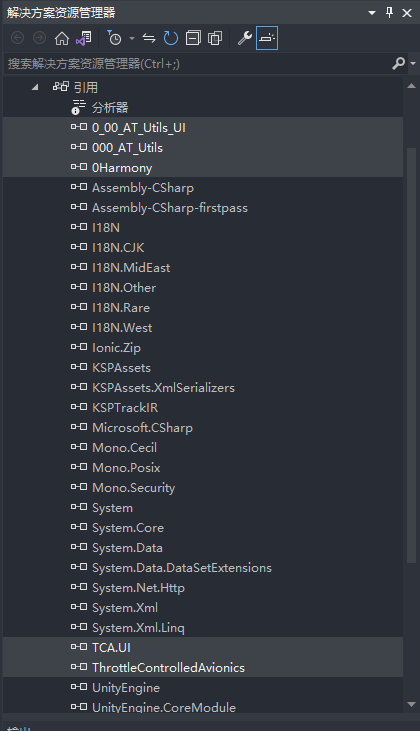 解决方案资源管理器
搜索解决方案资源管理器(Ctrl+;)
引用
分析器
0_00_AT_Utils_UI
000_AT_Utils
0Harmony
Assembly-CSharp
Assembly-CSharp-firstpass
I18N
I18N.CJK
I18N.MidEast
I18N.Other
I18N.Rare
I18N.West
Ionic.Zip
KSPAssets
KSPAssets.XmlSerializers
KSPTrackIR
Microsoft.CSharp
Mono.Cecil
Mono.Posix
Mono.Security
System
System.Core
System.Data
System.Data.DataSetExtensions
System.Net.Http
System.Xml
System.Xml.Linq
TCA.UI
ThrottleControlledAvionics
UnityEngine
UnityEngine.CoreModule